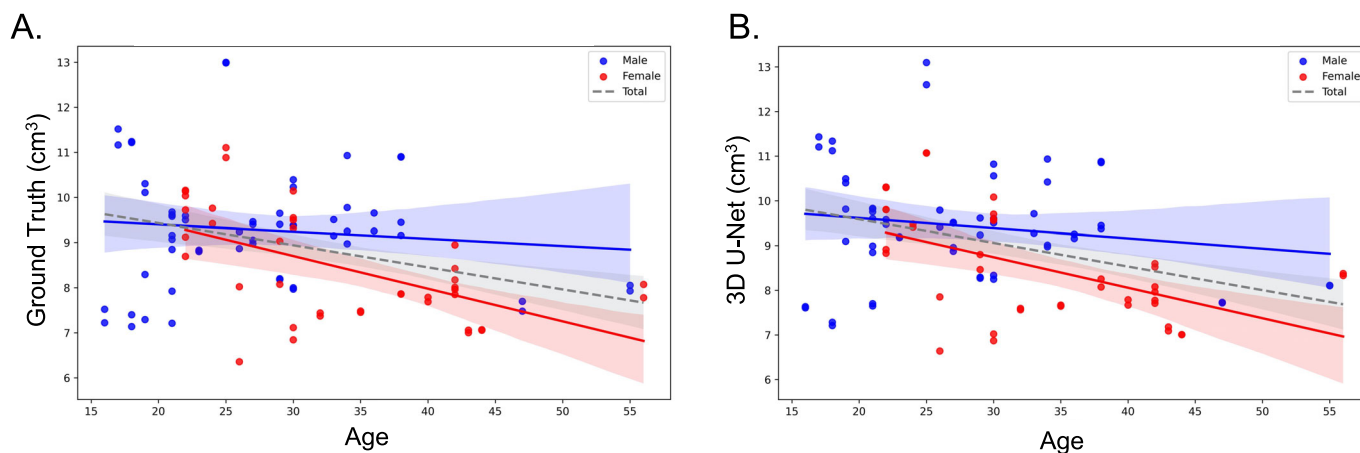 A.
Male
Female
Total
Ground Truth (cm³)
13
12
11
10
9
8
7
6
15 20 25 30 35 40 45 50 55
Age
B.
Male
Female
Total
3D U-Net (cm³)
13
12
11
10
9
8
7
6
15 20 25 30 35 40 45 50 55
Age